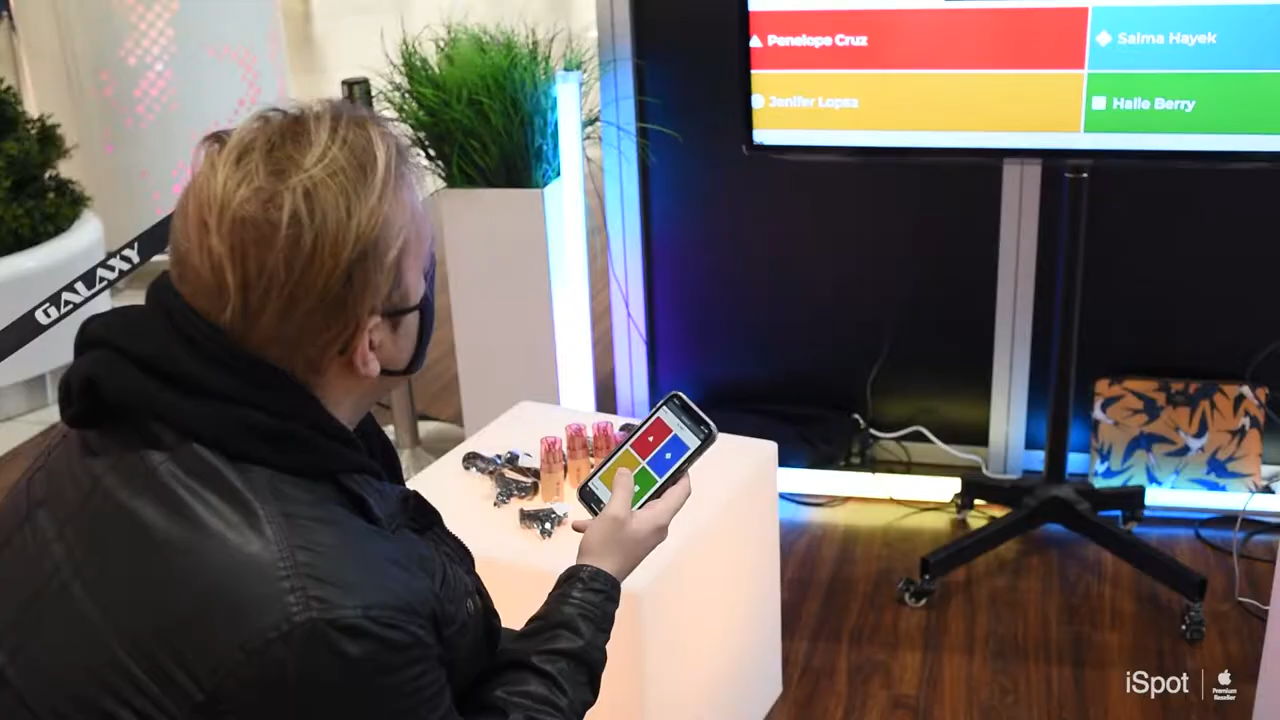 Penelope Cruz
Salma Hayek
Jenifer Lopez
Halle Berry
GALAXY
iSpot
Premium
Reseller